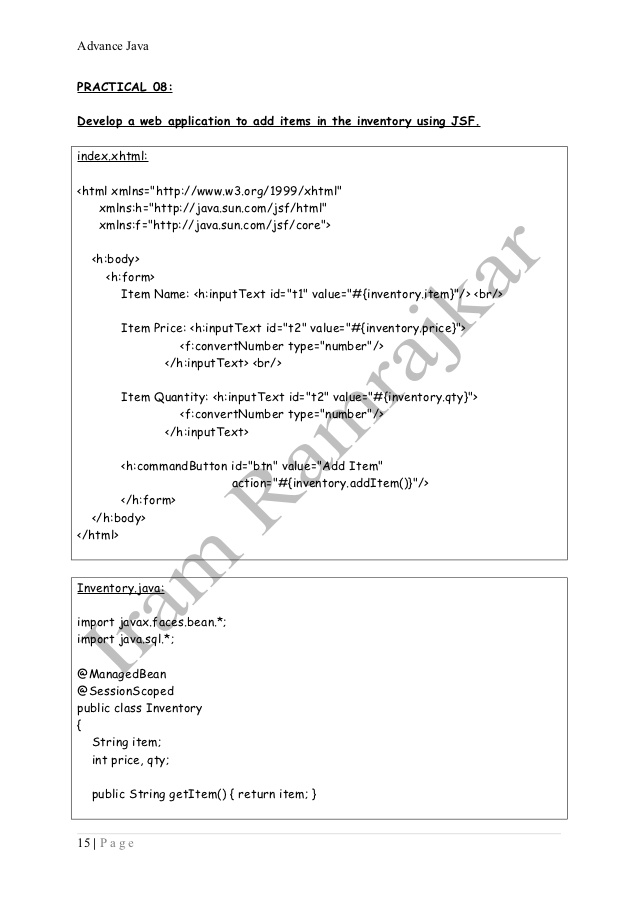 Advance Java
PRACTICAL 08:
Develop a web application to add items in the inventory using JSF.
index.xhtml:
<html xmlns="http://www.w3.org/1999/xhtml"
xmlns:h="http://java.sun.com/jsf/html"
xmlns:f="http://java.sun.com/jsf/core">
<h:body>
<h:form>
Item Name: <h:inputText id="t1" value="#{inventory.item}"/> <br/>
Item Price: <h:inputText id="t2" value="#{inventory.price}">
<f:convertNumber type="number"/>
</h:inputText> <br/>
Item Quantity: <h:inputText id="t2" value="#{inventory.qty}">
<f:convertNumber type="number"/>
</h:inputText>
<h:commandButton id="btn" value="Add Item"
action="#{inventory.addItem()}"/>
</h:form>
</h:body>
</html>
Inventory.java:
import javax.faces.bean.*;
import java.sql.*;
@ManagedBean
@SessionScoped
public class Inventory
{
String item;
int price, qty;
public String getItem() { return item; }
Iram Ramrajkar
15 | Page